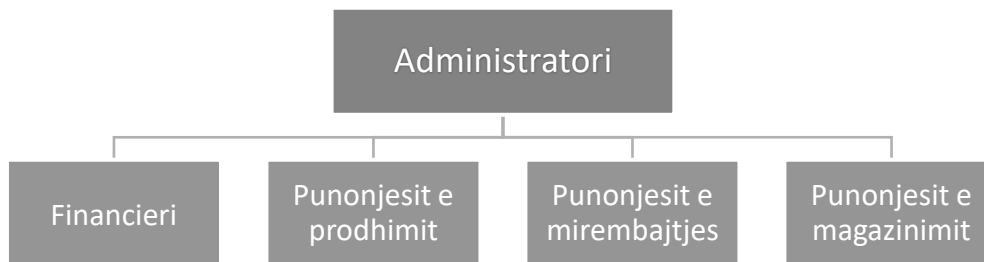 Administratori
Financieri
Punonjesit e
prodhimit
Punonjesit e
mirembajtjes
Punonjesit e
magazinimit